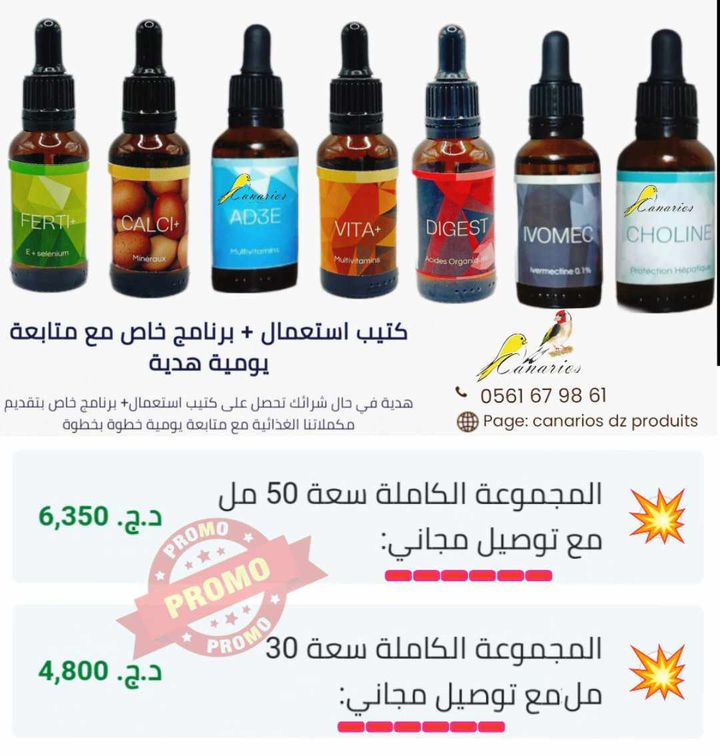 FERTI+
E + selenium
CALCI+
Minéraux
Canarios
AD3E
Multivitamins
VITA+
Multivitamins
DIGEST
Acides Organiq
IVOMEC
Ivermectine 0.1%
Canarios
CHOLINE
Protection Hépatique
كتيب استعمال + برنامج خاص مع متابعة
يومية هدية
هدية في حال شرائك تحصل على كتيب استعمال+ برنامج خاص بتقديم
مكملاتنا الغذائية مع متابعة يومية خطوة بخطوة
Canarios
0561 67 98 61
Page: canarios dz produits
المجموعة الكاملة سعة 50 مل
مع توصيل مجاني:
د.ج. 6,350
PROMO
PROMO
PROMO
المجموعة الكاملة سعة 30
مل مع توصيل مجاني:
د.ج. 4,800